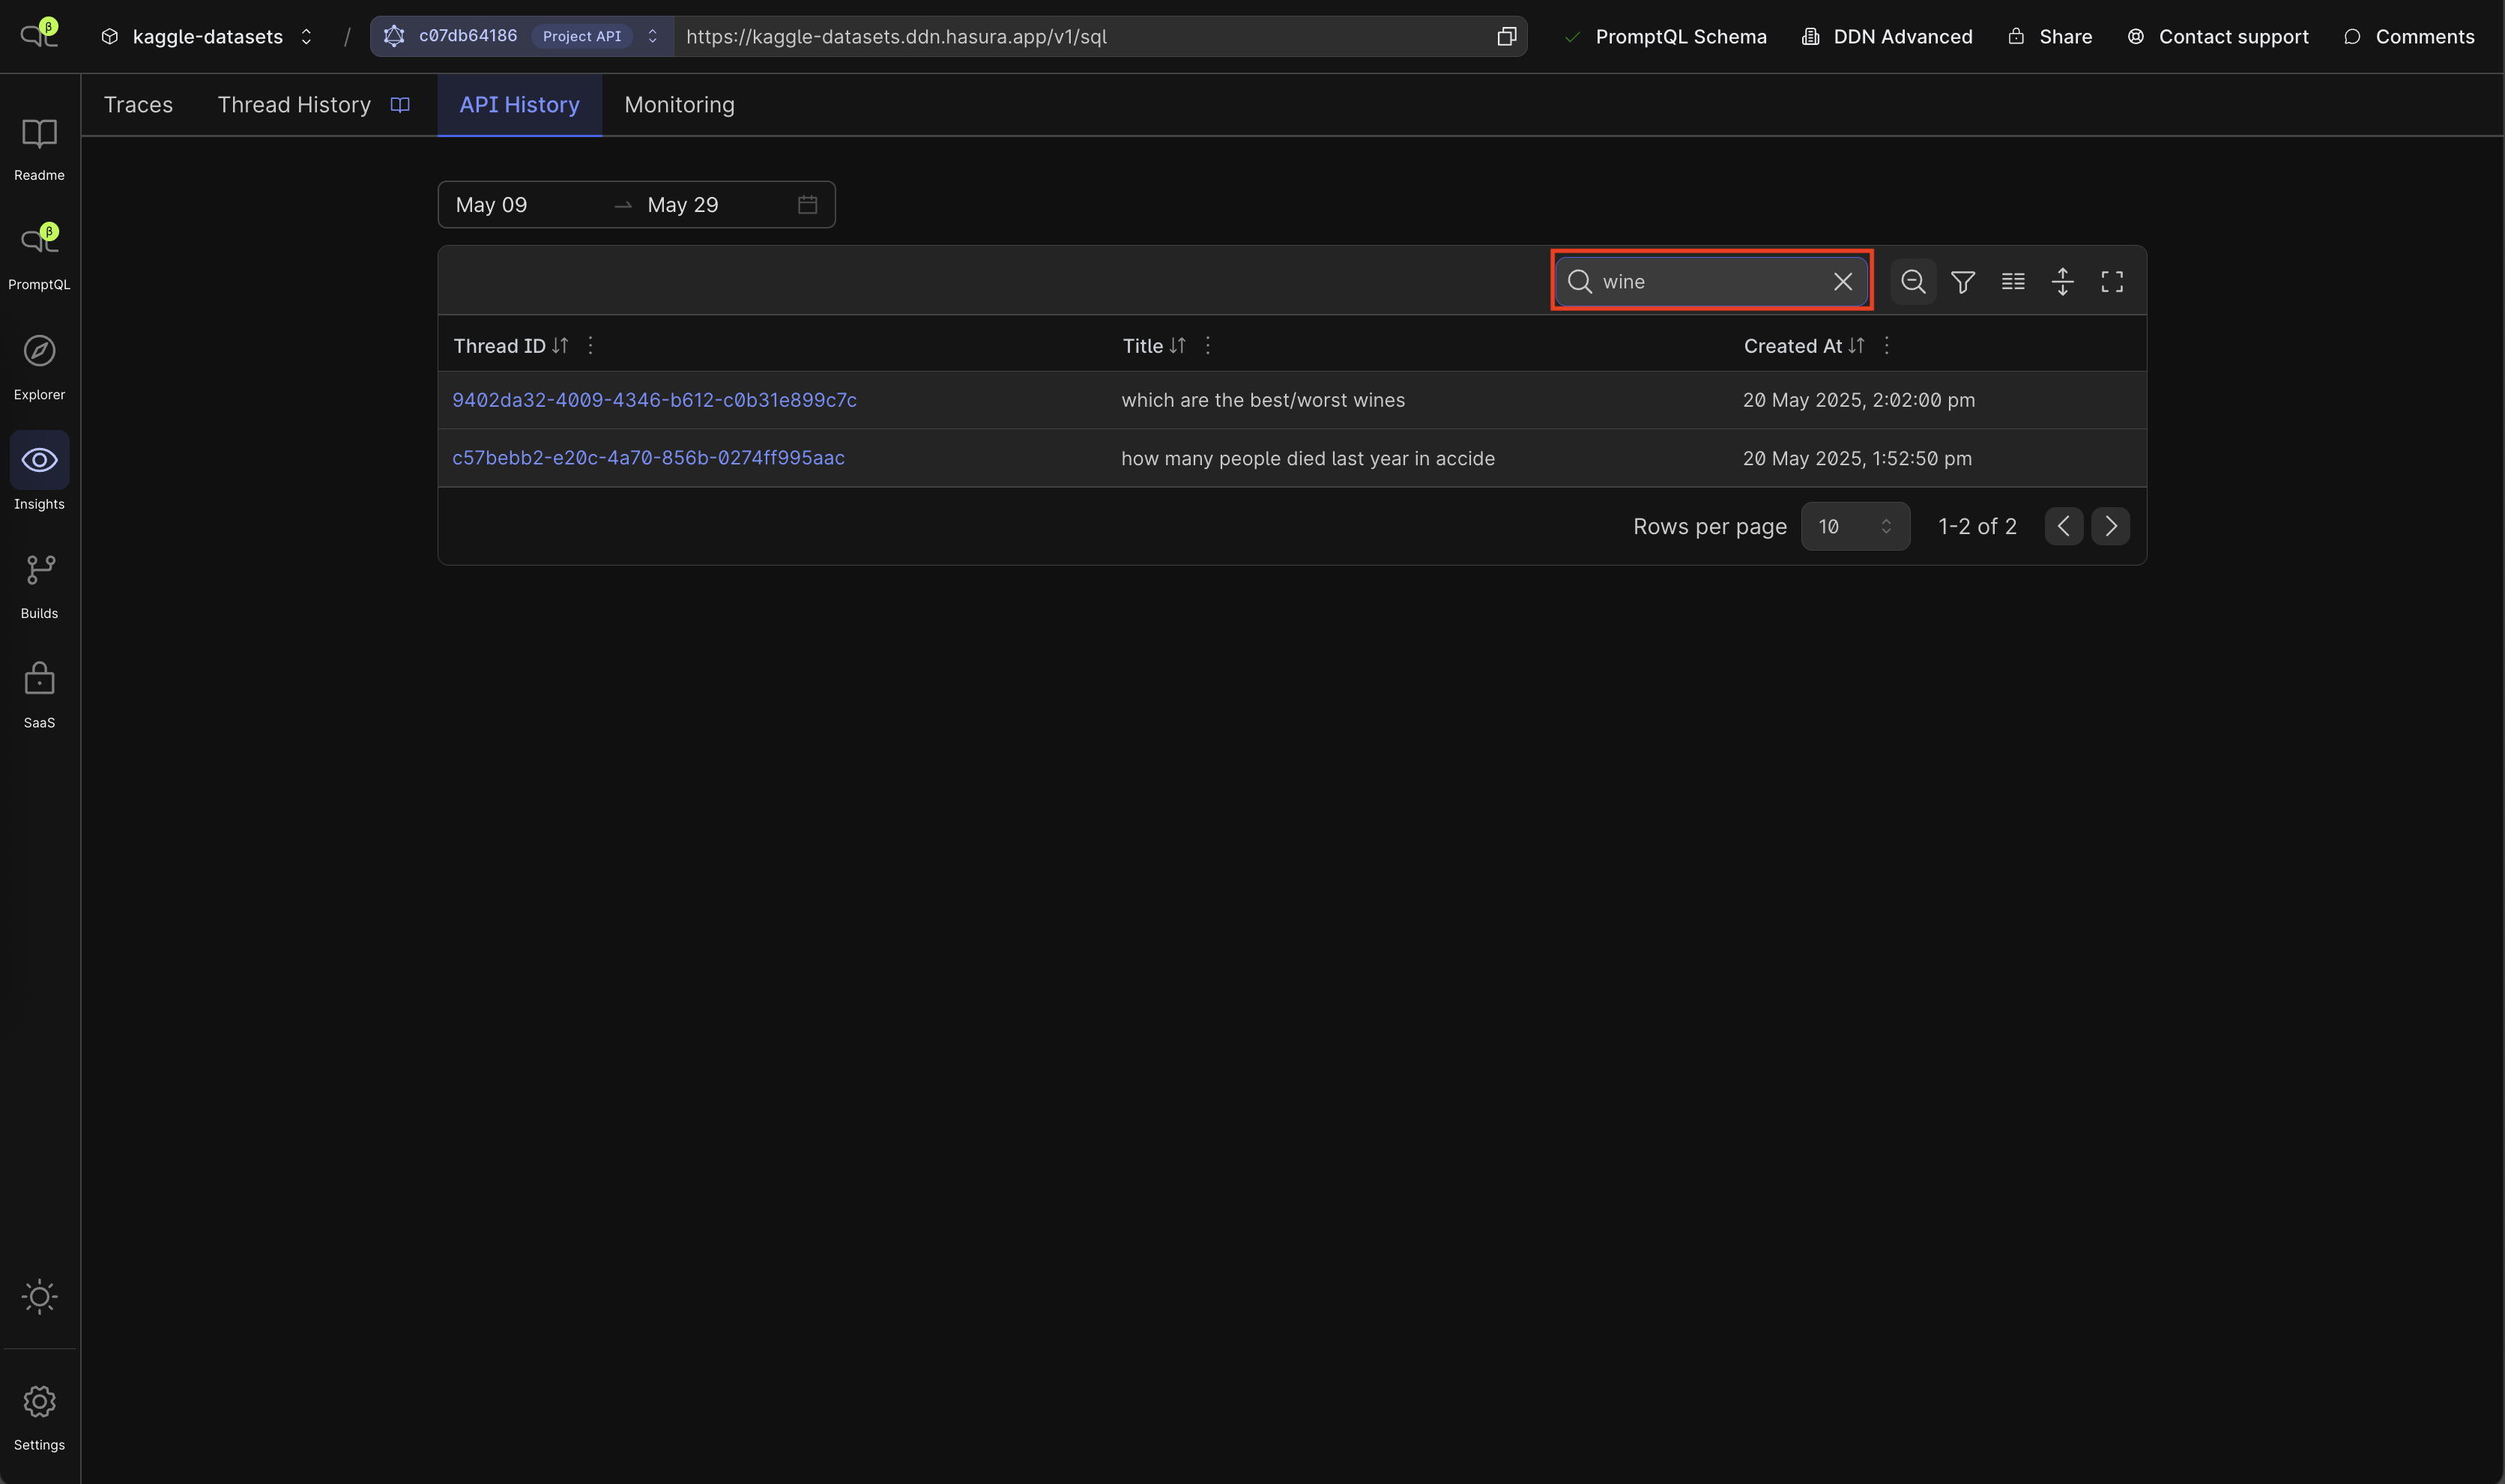 β
kaggle-datasets / c07db64186 Project API https://kaggle-datasets.ddn.hasura.app/v1/sql PromptQL Schema DDN Advanced Share Contact support Comments
Traces Thread History API History Monitoring
Readme
β
PromptQL
Explorer
Insights
Builds
SaaS
Settings
May 09 → May 29
wine
Thread ID Title Created At
9402da32-4009-4346-b612-c0b31e899c7c which are the best/worst wines 20 May 2025, 2:02:00 pm
c57bebb2-e20c-4a70-856b-0274ff995aac how many people died last year in accide 20 May 2025, 1:52:50 pm
Rows per page 10 1-2 of 2